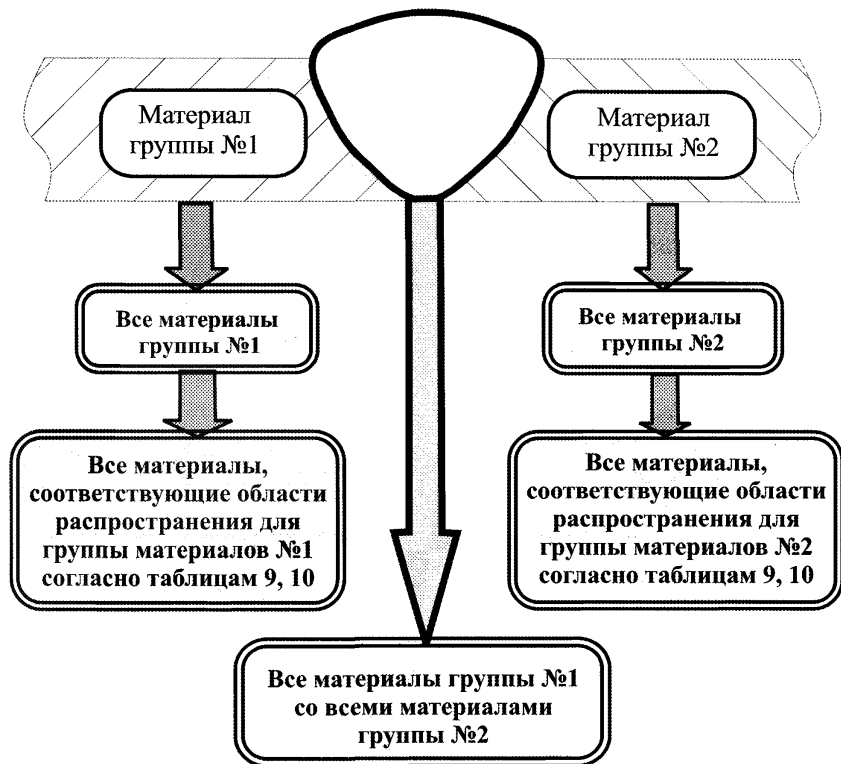 Материал
группы №1
Материал
группы №2
Все материалы
группы №1
Все материалы
группы №2
Все материалы,
соответствующие области
распространения для
группы материалов №1
согласно таблицам 9, 10
Все материалы,
соответствующие области
распространения для
группы материалов №2
согласно таблицам 9, 10
Все материалы группы №1
со всеми материалами
группы №2